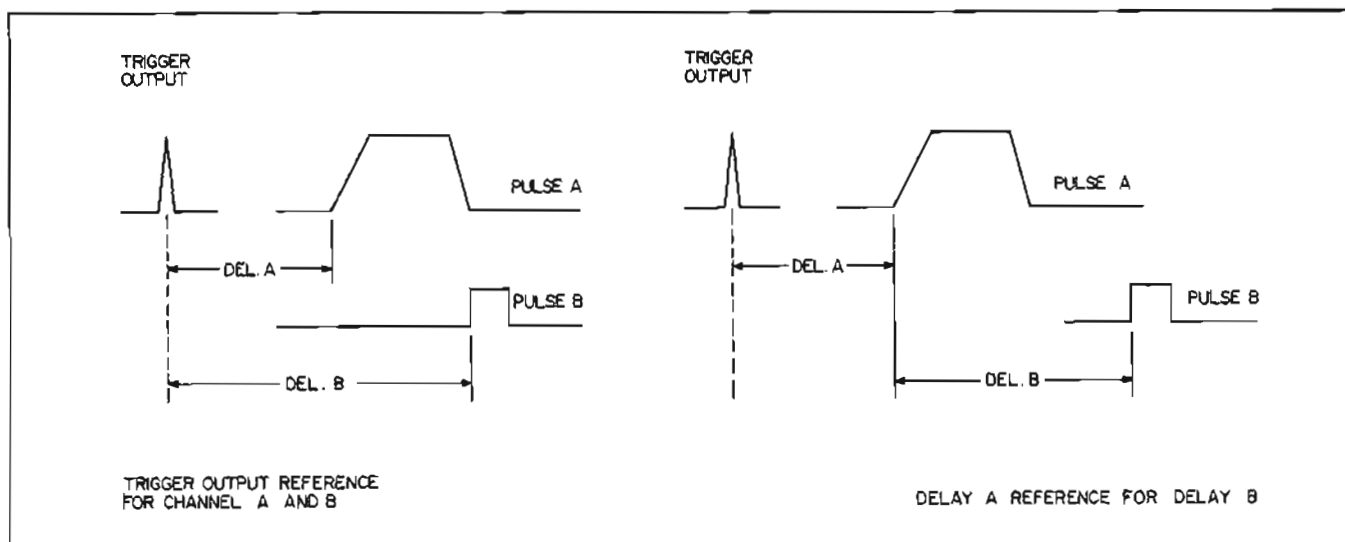 TRIGGER
OUTPUT
PULSE A
DEL. A
PULSE B
DEL. B
TRIGGER OUTPUT REFERENCE
FOR CHANNEL A AND B
TRIGGER
OUTPUT
PULSE A
DEL. A
PULSE B
DEL. B
DELAY A REFERENCE FOR DELAY B